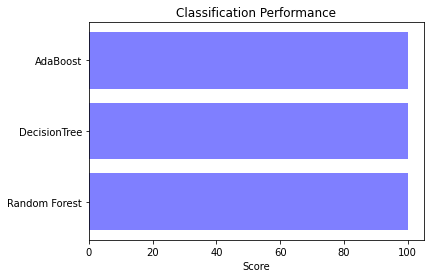 Classification Performance
AdaBoost
DecisionTree
Random Forest
0 20 40 60 80 100
Score